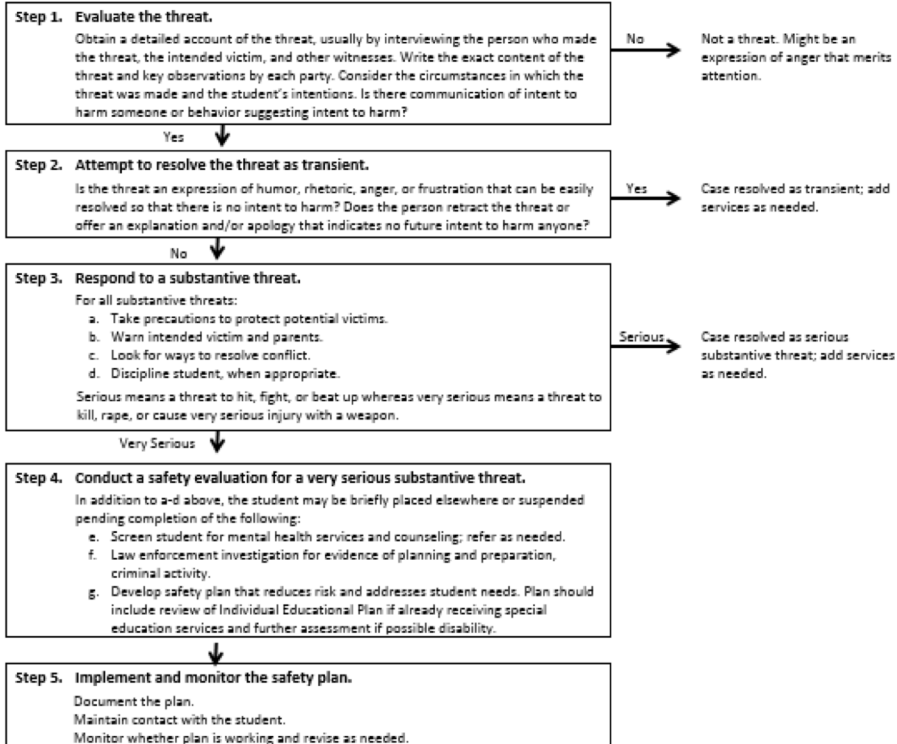 Step 1. Evaluate the threat.
Obtain a detailed account of the threat, usually by interviewing the person who made
the threat, the intended victim, and other witnesses. Write the exact content of the
threat and key observations by each party. Consider the circumstances in which the
threat was made and the student's intentions. Is there communication of intent to
harm someone or behavior suggesting intent to harm?
No
Not a threat. Might be an
expression of anger that merits
attention.
Yes
Step 2. Attempt to resolve the threat as transient.
Is the threat an expression of humor, rhetoric, anger, or frustration that can be easily
resolved so that there is no intent to harm? Does the person retract the threat or
offer an explanation and/or apology that indicates no future intent to harm anyone?
Yes
Case resolved as transient; add
services as needed.
No
Step 3. Respond to a substantive threat.
For all substantive threats:
a. Take precautions to protect potential victims.
b. Warn intended victim and parents.
c. Look for ways to resolve conflict.
d. Discipline student, when appropriate.
Serious means a threat to hit, fight, or beat up whereas very serious means a threat to
kill, rape, or cause very serious injury with a weapon.
Serious
Case resolved as serious
substantive threat; add services
as needed.
Very Serious
Step 4. Conduct a safety evaluation for a very serious substantive threat.
In addition to a-d above, the student may be briefly placed elsewhere or suspended
pending completion of the following:
e. Screen student for mental health services and counseling; refer as needed.
f. Law enforcement investigation for evidence of planning and preparation,
criminal activity.
g. Develop safety plan that reduces risk and addresses student needs. Plan should
include review of Individual Educational Plan if already receiving special
education services and further assessment if possible disability.
Step 5. Implement and monitor the safety plan.
Document the plan.
Maintain contact with the student.
Monitor whether plan is working and revise as needed.